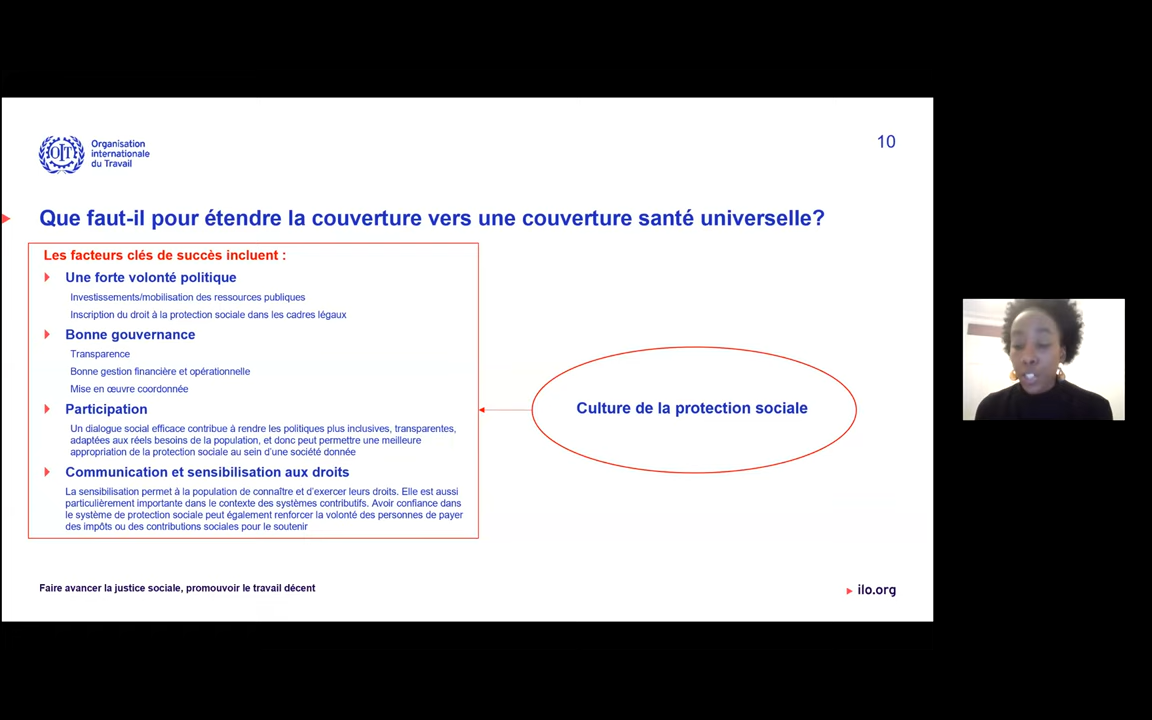 OIT
Organisation
internationale
du Travail
10
Que faut-il pour étendre la couverture vers une couverture santé universelle?
Les facteurs clés de succès incluent :
Une forte volonté politique
Investissements/mobilisation des ressources publiques
Inscription du droit à la protection sociale dans les cadres légaux
Bonne gouvernance
Transparence
Bonne gestion financière et opérationnelle
Mise en œuvre coordonnée
Participation
Un dialogue social efficace contribue à rendre les politiques plus inclusives, transparentes,
adaptées aux réels besoins de la population, et donc peut permettre une meilleure
appropriation de la protection sociale au sein d'une société donnée
Communication et sensibilisation aux droits
La sensibilisation permet à la population de connaître et d'exercer leurs droits. Elle est aussi
particulièrement importante dans le contexte des systèmes contributifs. Avoir confiance dans
le système de protection sociale peut également renforcer la volonté des personnes de payer
des impôts ou des contributions sociales pour le soutenir
Culture de la protection sociale
Faire avancer la justice sociale, promouvoir le travail décent
ilo.org